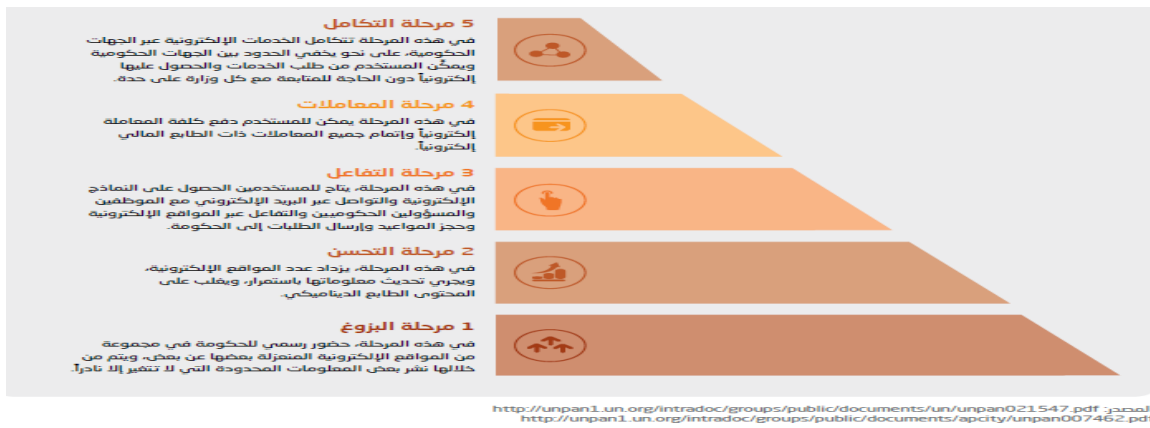 5 مرحلة التكامل
في هذه المرحلة تتكامل الخدمات الإلكترونية عبر الجهات
الحكومية، على نحو يخفي الحدود بين الجهات الحكومية
ويمكّن المستخدم من طلب الخدمات والحصول عليها
إلكترونياً دون الحاجة للمتابعة مع كل وزارة على حدة.
4 مرحلة المعاملات
في هذه المرحلة يمكن للمستخدم دفع كلفة المعاملة
إلكترونياً وإتمام جميع المعاملات ذات الطابع المالي
إلكترونياً.
3 مرحلة التفاعل
في هذه المرحلة، يتاح للمستخدمين الحصول على النماذج
الإلكترونية والتواصل عبر البريد الإلكتروني مع الموظفين
والمسؤولين الحكوميين والتفاعل عبر المواقع الإلكترونية
وحجز المواعيد وإرسال الطلبات إلى الحكومة.
2 مرحلة التحسن
في هذه المرحلة، يزداد عدد المواقع الإلكترونية،
ويجري تحديث معلوماتها باستمرار، ويغلب على
المحتوى الطابع الديناميكي.
1 مرحلة البزوغ
في هذه المرحلة، حضور رسمي للحكومة في مجموعة
من المواقع الإلكترونية المنعزلة بعضها عن بعض، ويتم من
خلالها نشر بعض المعلومات المحدودة التي لا تتغير إلا نادراً.
المصدر: http://unpan1.un.org/intradoc/groups/public/documents/un/unpan021547.pdf
http://unpan1.un.org/intradoc/groups/public/documents/apcity/unpan007462.pdf